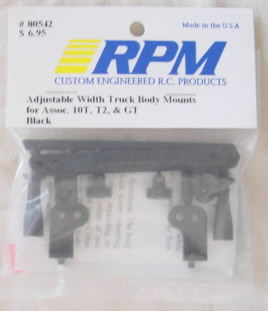 # 80542
$ 6.95
Made in the U.S.A
RPM
CUSTOM ENGINEERED R.C. PRODUCTS
Adjustable Width Truck Body Mounts
for Assoc. 10T, T2, & GT
Black